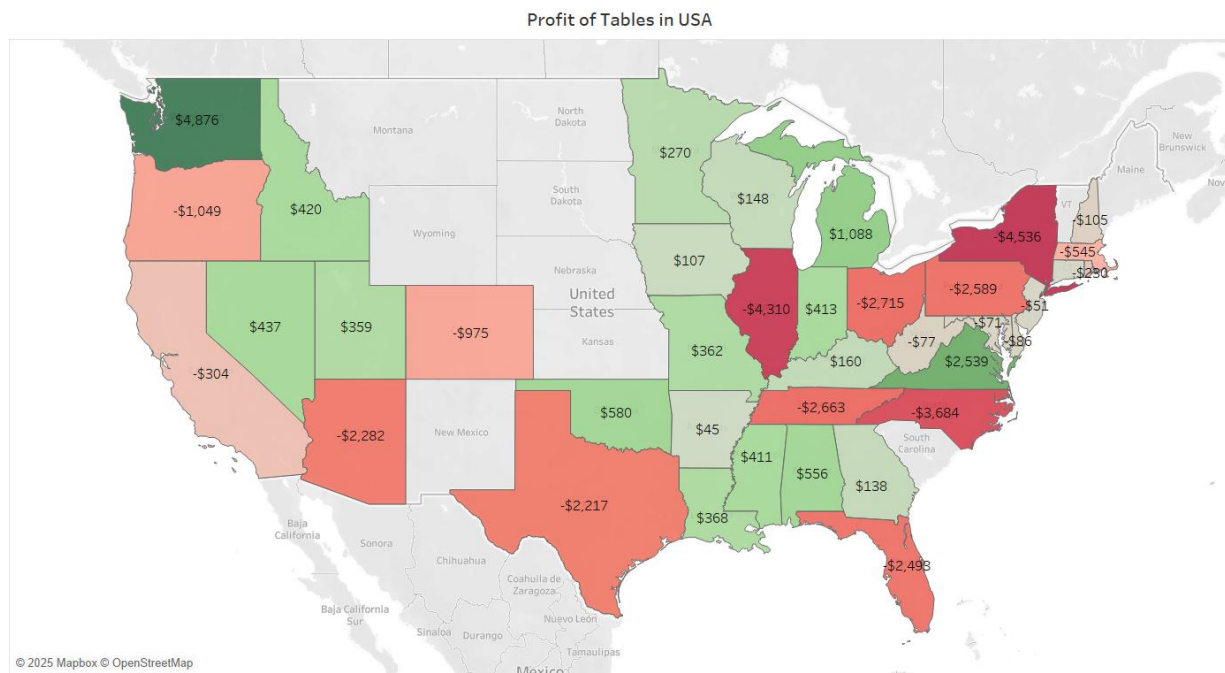 Profit of Tables in USA
$4,876
Montana
North
Dakota
$270
New
Brunswick
Maine
Nov
VT
-$105
-$1,049
$420
South
Dakota
$148
$1,088
-$4,536
-$545
Wyoming
$107
Nebraska
United
States
-$230
-$4,310
$413
-$2,715
-$2,589
-$51
$437
$359
-$975
Kansas
$362
-$77
-$71
-$86
-$304
$160
$2,539
-$2,282
New Mexico
$580
$45
-$2,663
-$3,684
South
Carolina
$411
$556
$138
-$2,217
$368
-$2,493
Baja
California
Sonora
Chihuahua
Coahuila de
Zaragoza
Baja California
Sur
Nuevo León
Sinaloa
Durango
Tamaulipas
Mexico
© 2025 Mapbox © OpenStreetMap